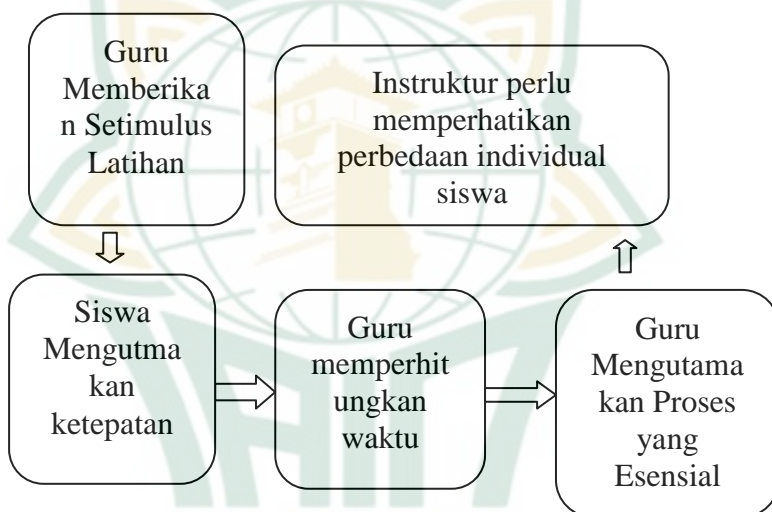 Guru
Memberika
n Setimulus
Latihan
Instruktur perlu
memperhatikan
perbedaan individual
siswa
Siswa
Mengutma
kan
ketepatan
Guru
memperhit
ungkan
waktu
Guru
Mengutama
kan Proses
yang
Esensial